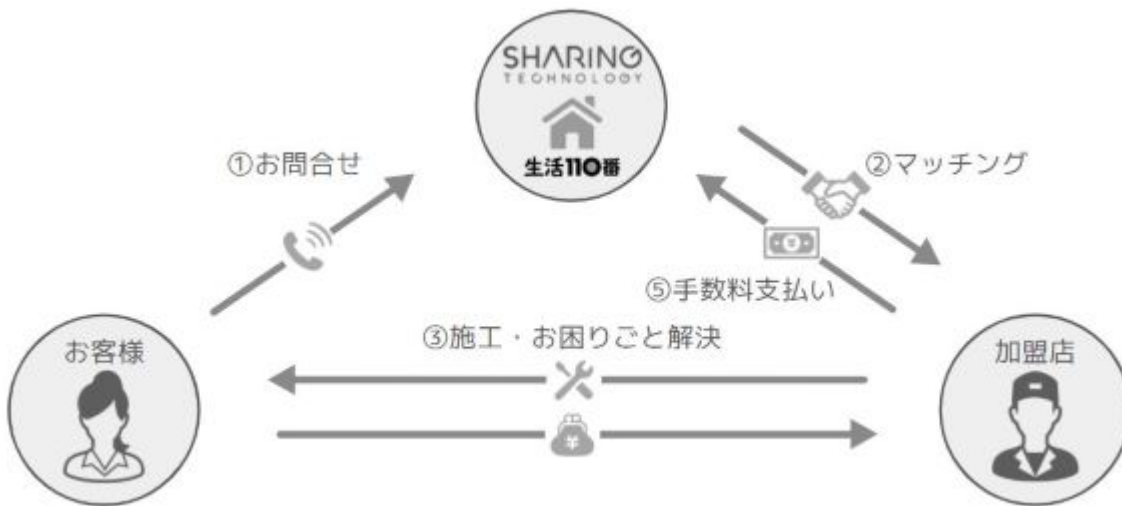 SHARING
TECHNOLOGY
生活110番
①お問合せ
②マッチング
⑤手数料支払い
③施工・お困りごと解決
お客様
加盟店
¥
¥